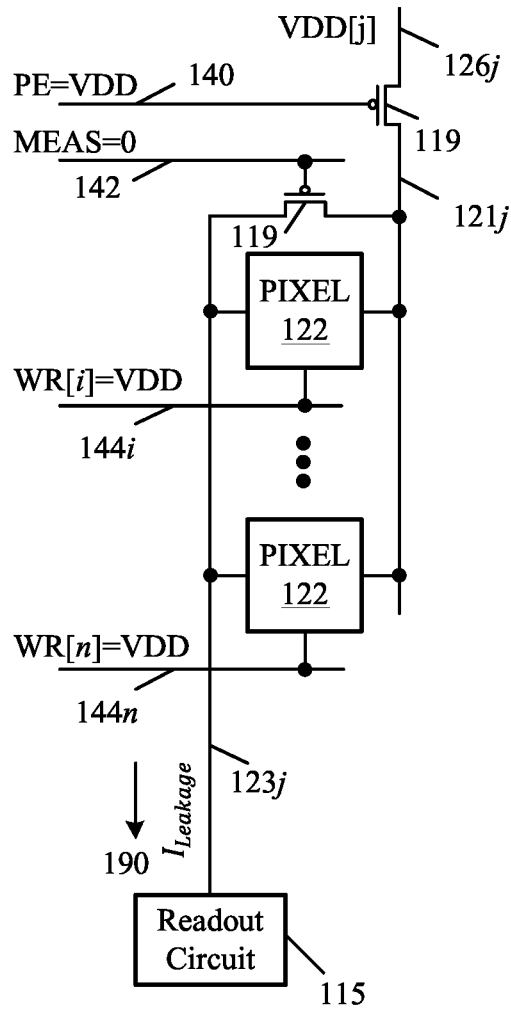 VDD[j]
126j
PE=VDD
140
119
MEAS=0
142
121j
119
PIXEL
122
WR[i]=VDD
144i
PIXEL
122
WR[n]=VDD
144n
123j
I Leakage
190
Readout
Circuit
115